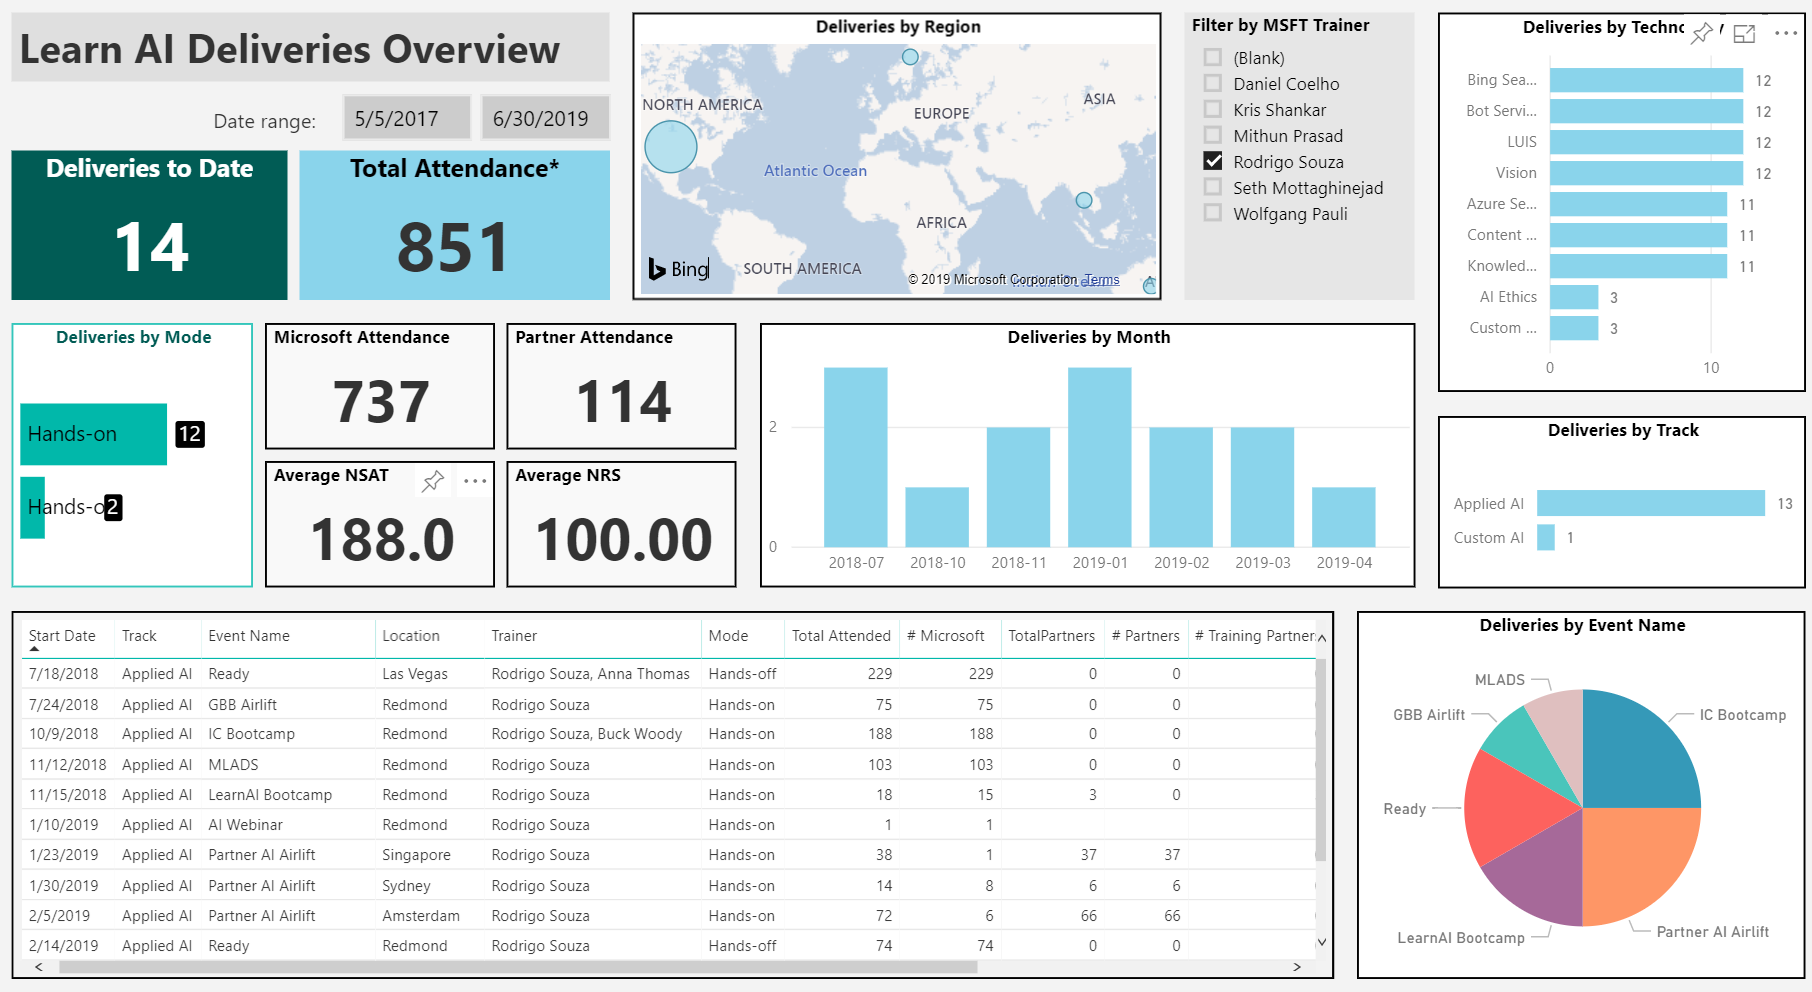 Learn AI Deliveries Overview
Date range: 5/5/2017 6/30/2019
Deliveries to Date
14
Total Attendance*
851
Deliveries by Region
NORTH AMERICA
EUROPE
ASIA
Atlantic Ocean
AFRICA
SOUTH AMERICA
Bing
© 2019 Microsoft Corporation Terms
Filter by MSFT Trainer
(Blank)
Daniel Coelho
Kris Shankar
Mithun Prasad
Rodrigo Souza
Seth Mottaghinejad
Wolfgang Pauli
Deliveries by Techno
Bing Sea... 12
Bot Servi... 12
LUIS 12
Vision 12
Azure Se... 11
Content ... 11
Knowled... 11
AI Ethics 3
Custom ... 3
0 10
Deliveries by Mode
Hands-on 12
Hands-o 2
Microsoft Attendance
737
Partner Attendance
114
Average NSAT
188.0
Average NRS
100.00
Deliveries by Month
2
0
2018-07 2018-10 2018-11 2019-01 2019-02 2019-03 2019-04
Deliveries by Track
Applied AI 13
Custom AI 1
Start Date Track Event Name Location Trainer Mode Total Attended # Microsoft TotalPartners # Partners # Training Partner
7/18/2018 Applied AI Ready Las Vegas Rodrigo Souza, Anna Thomas Hands-off 229 229 0 0
7/24/2018 Applied AI GBB Airlift Redmond Rodrigo Souza Hands-on 75 75 0 0
10/9/2018 Applied AI IC Bootcamp Redmond Rodrigo Souza, Buck Woody Hands-on 188 188 0 0
11/12/2018 Applied AI MLADS Redmond Rodrigo Souza Hands-on 103 103 0 0
11/15/2018 Applied AI LearnAI Bootcamp Redmond Rodrigo Souza Hands-on 18 15 3 0
1/10/2019 Applied AI AI Webinar Redmond Rodrigo Souza Hands-on 1 1
1/23/2019 Applied AI Partner AI Airlift Singapore Rodrigo Souza Hands-on 38 1 37 37
1/30/2019 Applied AI Partner AI Airlift Sydney Rodrigo Souza Hands-on 14 8 6 6
2/5/2019 Applied AI Partner AI Airlift Amsterdam Rodrigo Souza Hands-on 72 6 66 66
2/14/2019 Applied AI Ready Redmond Rodrigo Souza Hands-off 74 74 0 0
Deliveries by Event Name
MLADS
GBB Airlift
IC Bootcamp
Ready
LearnAI Bootcamp
Partner AI Airlift